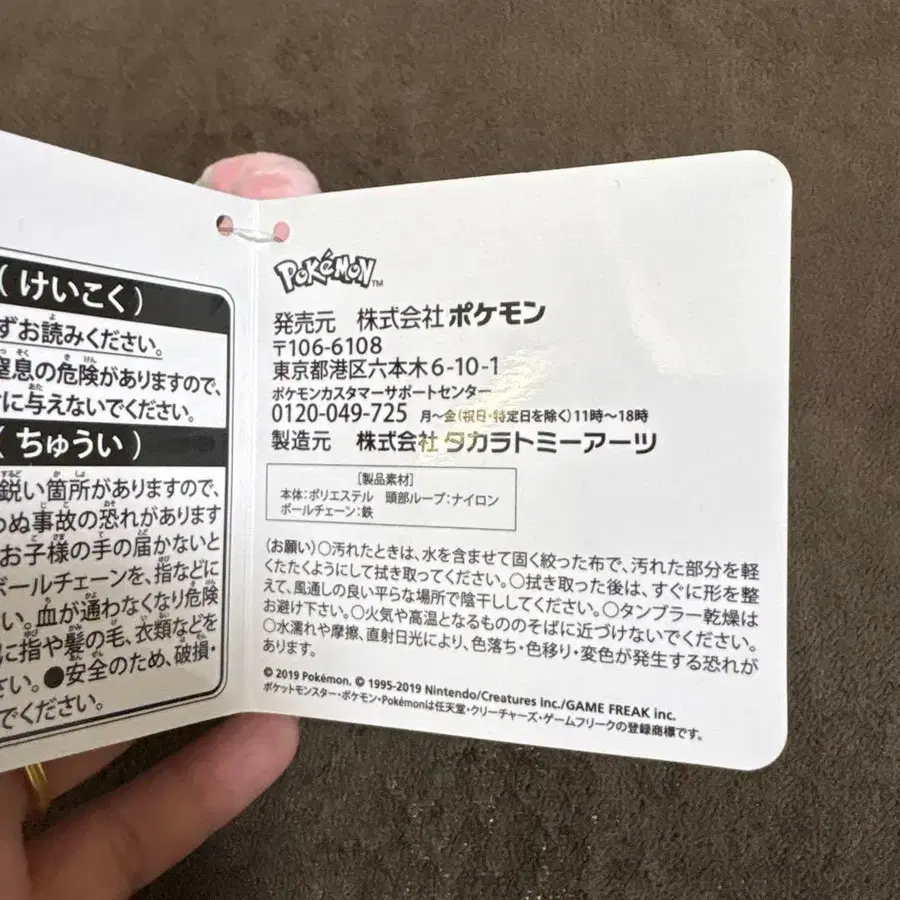 (けいこく)
ずお読みください。
窒息の危険がありますので、
に与えないでください。
(ちゅうい)
鋭い箇所がありますので、
わぬ事故の恐れがあります
お子様の手の届かないと
ボールチェーンを、指などに
い。血が通わなくなり危険
に指や髪の毛、衣類などを
さい。●安全のため、破損・
でください。
POKéMON™
発売元 株式会社 ポケモン
〒106-6108
東京都港区六本木6-10-1
ポケモンカスタマーサポートセンター
0120-049-725 月～金(祝日・特定日を除く)11時～18時
製造元 株式会社 タカラトミーアーツ
[製品素材]
本体:ポリエステル 頭部ループ:ナイロン
ボールチェーン:鉄
(お願い)○汚れたときは、水を含ませて固く絞った布で、汚れた部分を軽
くたたくようにして拭き取ってください。○拭き取った後は、すぐに形を整
えて、風通しの良い平らな場所で陰干ししてください。○タンブラー乾燥は
お避け下さい。○火気や高温となるもののそばに近づけないでください。
○水濡れや摩擦、直射日光により、色落ち・色移り・変色が発生する恐れが
あります。
© 2019 Pokémon. © 1995-2019 Nintendo/Creatures Inc./GAME FREAK inc.
ポケットモンスター・ポケモン・Pokémonは任天堂・クリーチャーズ・ゲームフリークの登録商標です。